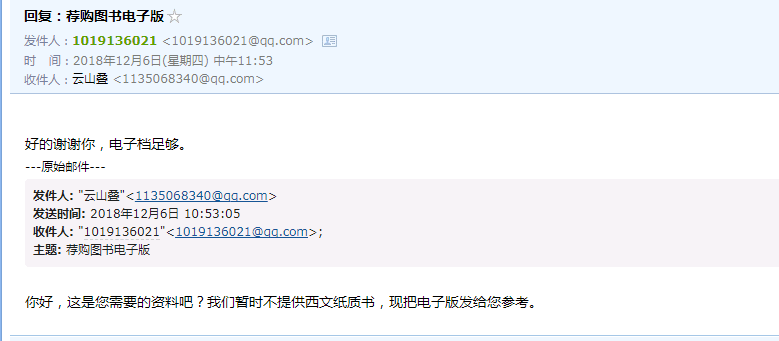 回复：荐购图书电子版☆
发件人：1019136021 <1019136021@qq.com>
时　间：2018年12月6日(星期四) 中午11:53
收件人：云山叠 <1135068340@qq.com>
好的谢谢你，电子档足够。
---原始邮件---
发件人: "云山叠"<1135068340@qq.com>
发送时间: 2018年12月6日 10:53:05
收件人: "1019136021"<1019136021@qq.com>;
主题: 荐购图书电子版
你好，这是您需要的资料吧？我们暂时不提供西文纸质书，现把电子版发给您参考。